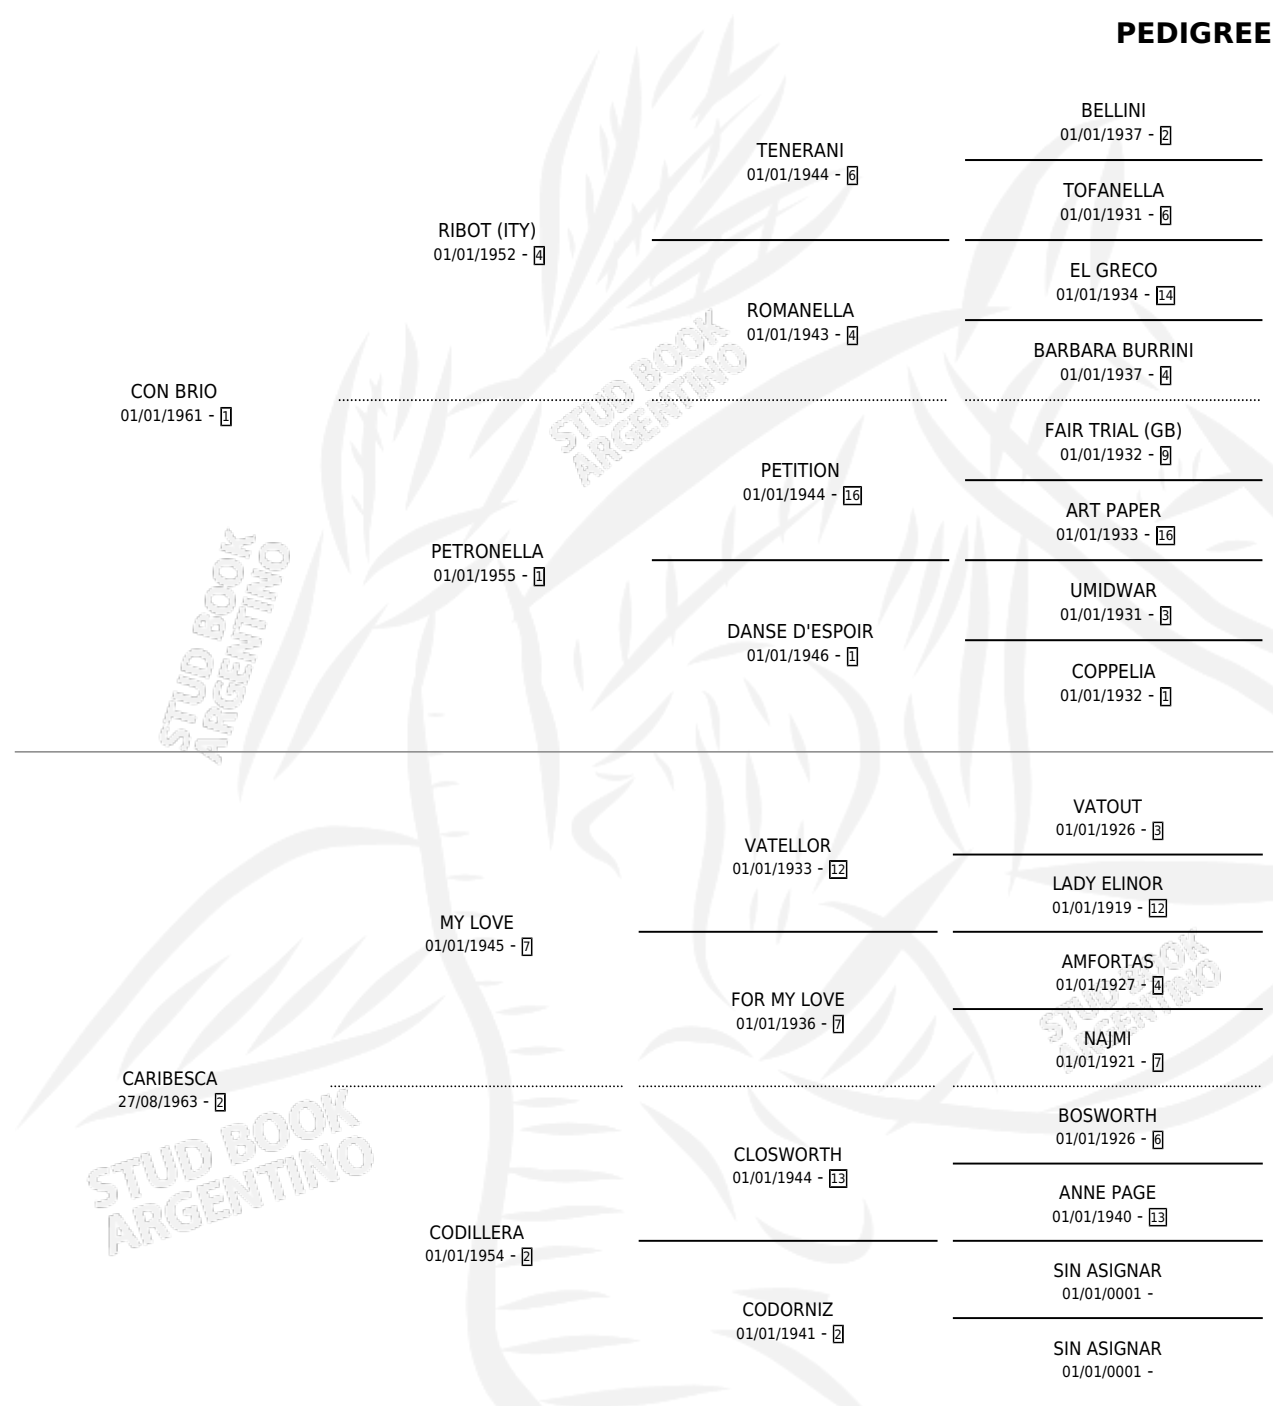 PEDIGREE
BELLINI
01/01/1937 - 2
TENERANI
01/01/1944 - 6
TOFANELLA
01/01/1931 - 6
RIBOT (ITY)
01/01/1952 - 4
EL GRECO
01/01/1934 - 14
ROMANELLA
01/01/1943 - 4
BARBARA BURRINI
01/01/1937 - 4
CON BRIO
01/01/1961 - 1
FAIR TRIAL (GB)
01/01/1932 - 9
PETITION
01/01/1944 - 16
ART PAPER
01/01/1933 - 16
PETRONELLA
01/01/1955 - 1
UMIDWAR
01/01/1931 - 3
DANSE D'ESPOIR
01/01/1946 - 1
COPPELIA
01/01/1932 - 1
VATOUT
01/01/1926 - 3
VATELLOR
01/01/1933 - 12
LADY ELINOR
01/01/1919 - 12
MY LOVE
01/01/1945 - 7
AMFORTAS
01/01/1927 - 4
FOR MY LOVE
01/01/1936 - 7
NAJMI
01/01/1921 - 7
CARIBESCA
27/08/1963 - 2
BOSWORTH
01/01/1926 - 6
CLOSWORTH
01/01/1944 - 13
ANNE PAGE
01/01/1940 - 13
CODILLERA
01/01/1954 - 2
SIN ASIGNAR
01/01/0001 -
CODORNIZ
01/01/1941 - 2
SIN ASIGNAR
01/01/0001 -
STUD BOOK
ARGENTINO
STUD BOOK
ARGENTINO
STUD BOOK
ARGENTINO
STUD BOOK
ARGENTINO